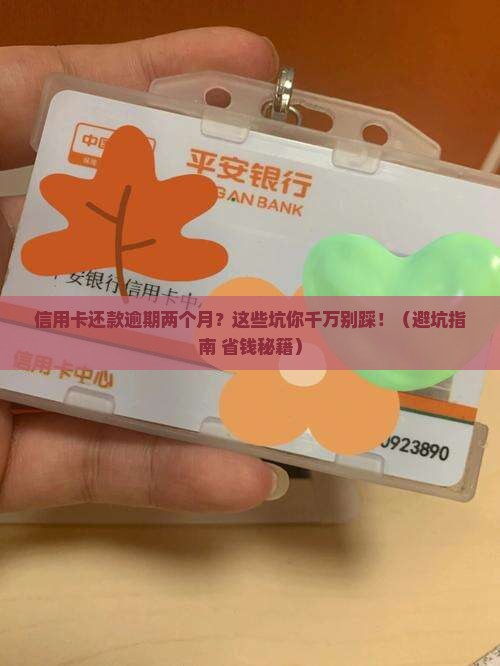 中国
平安银行
AN BANK
安银行信用卡中
信用卡还款逾期两个月？这些坑你千万别踩！（避坑指
南 省钱秘籍）
信用卡中心
0923890